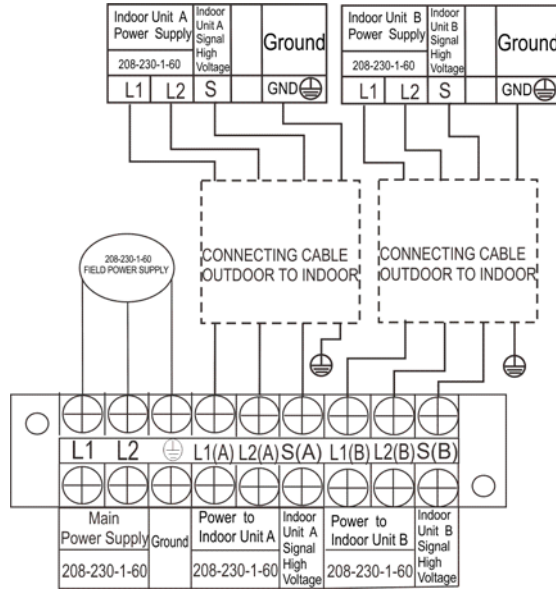 Indoor Unit A
Power Supply
208-230-1-60
Indoor
Unit A
Signal
High
Voltage
Ground
L1 L2 S GND
Indoor Unit B
Power Supply
208-230-1-60
Indoor
Unit B
Signal
High
Voltage
Ground
L1 L2 S GND
CONNECTING CABLE
OUTDOOR TO INDOOR
CONNECTING CABLE
OUTDOOR TO INDOOR
208-230-1-60
FIELD POWER SUPPLY
L1 L2 L1(A) L2(A) S(A) L1(B) L2(B) S(B)
Main
Power Supply
208-230-1-60
Ground
Power to
Indoor Unit A
208-230-1-60
Indoor
Unit A
Signal
High
Voltage
Power to
Indoor Unit B
208-230-1-60
Indoor
Unit B
Signal
High
Voltage